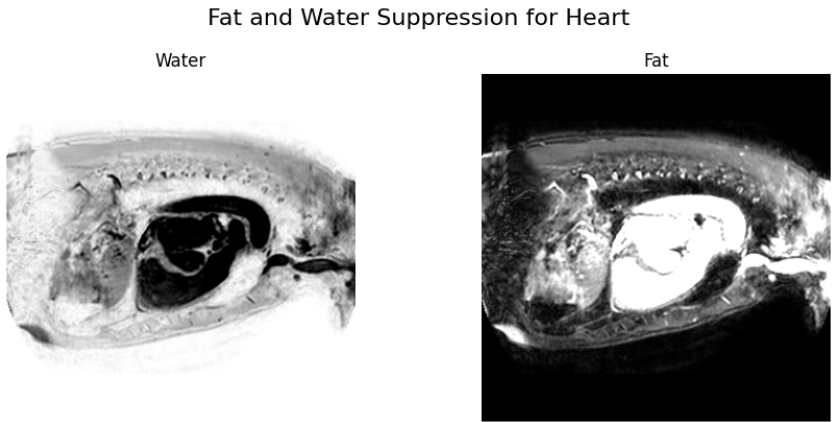 Fat and Water Suppression for Heart
Water
Fat